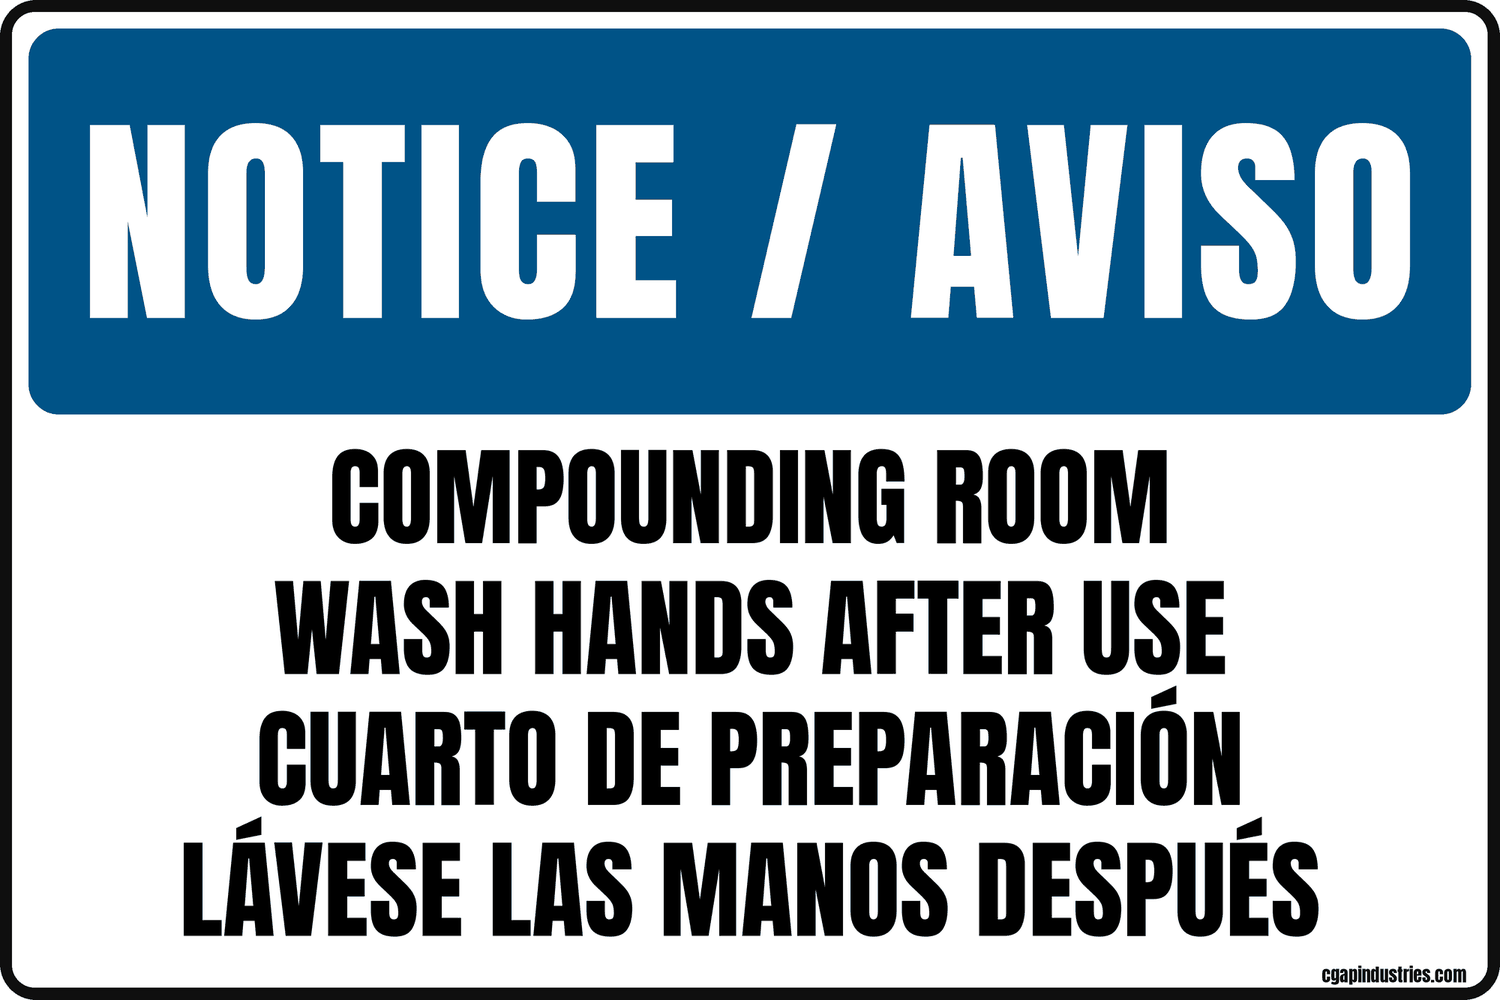 NOTICE / AVISO
COMPOUNDING ROOM
WASH HANDS AFTER USE
CUARTO DE PREPARACIÓN
LÁVESE LAS MANOS DESPUÉS
cgapindustries.com